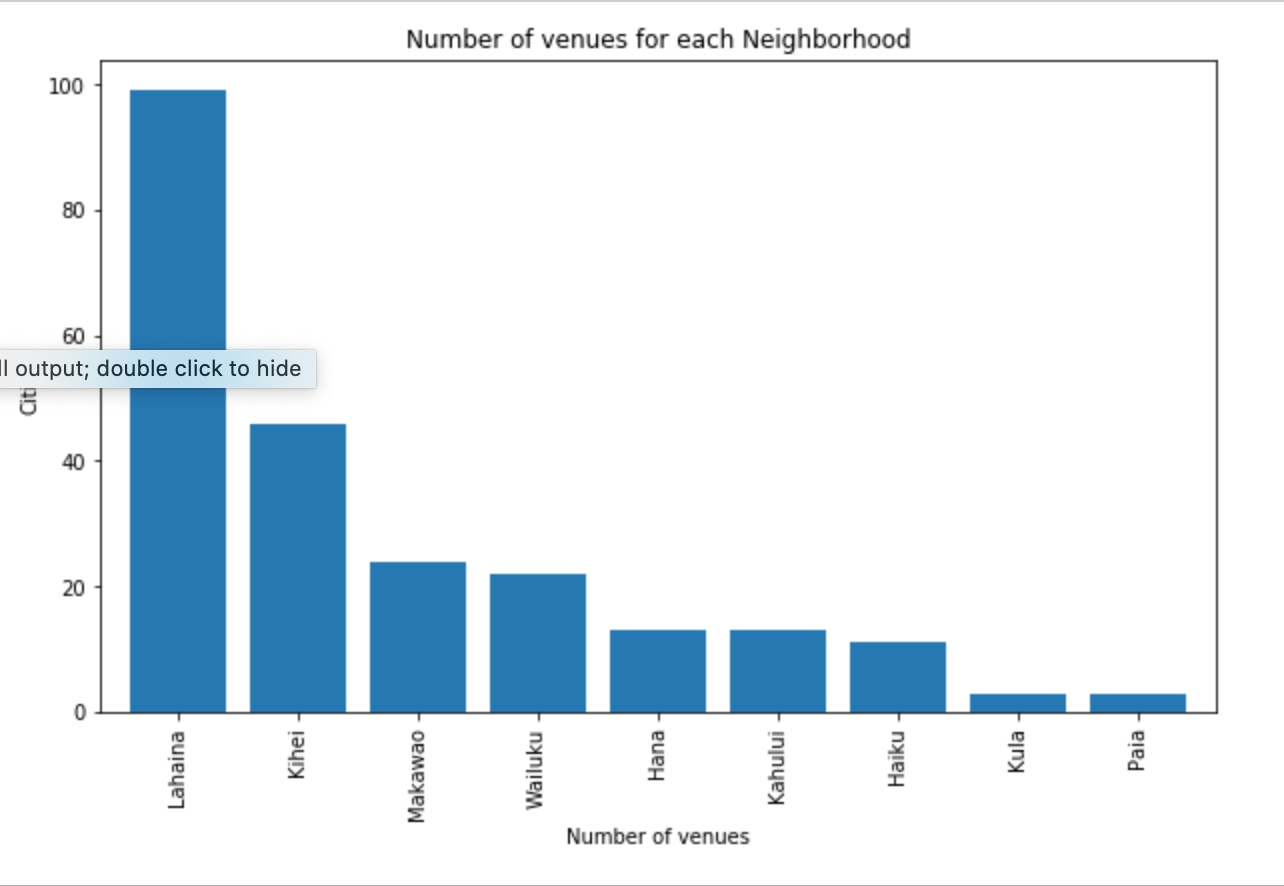 Number of venues for each Neighborhood
100
80
60
output; double click to hide
40
20
0
Lahaina
Kihei
Makawao
Wailuku
Hana
Kahului
Haiku
Kula
Paia
Number of venues